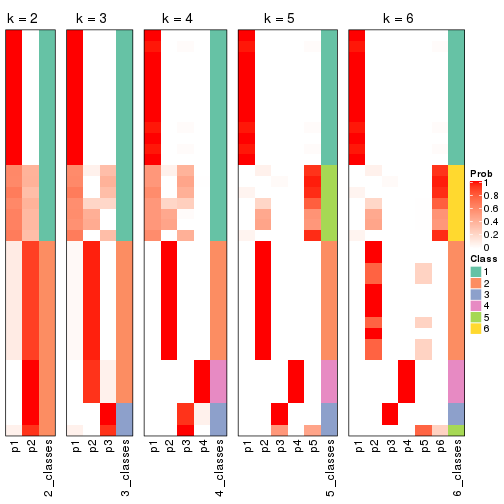 k = 2
k = 3
k = 4
k = 5
k = 6
p1
p2
2_classes
p1
p2
p3
3_classes
p1
p2
p3
p4
4_classes
p1
p2
p3
p4
p5
5_classes
p1
p2
p3
p4
p5
p6
6_classes
Prob
1
0.8
0.6
0.4
0.2
0
Class
1
2
3
4
5
6